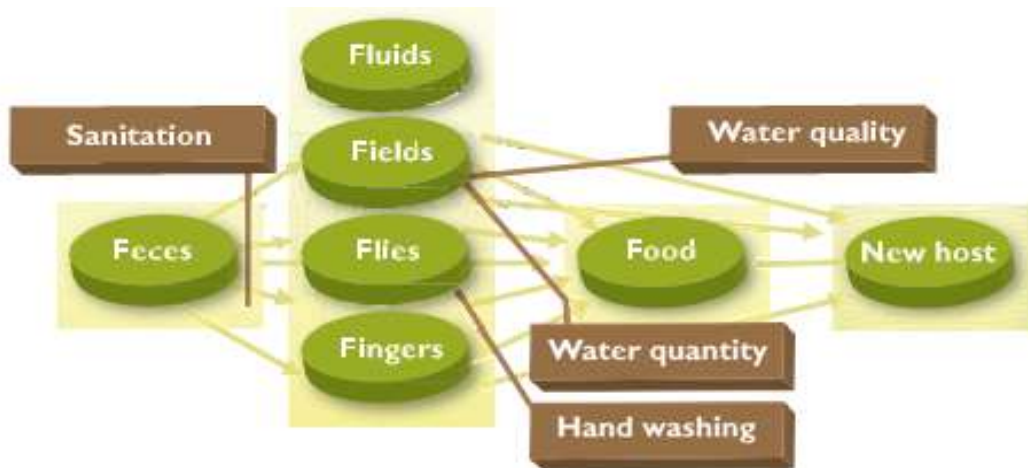 Fluids
Sanitation
Water quality
Fields
Feces
Flies
Food
New host
Fingers
Water quantity
Hand washing